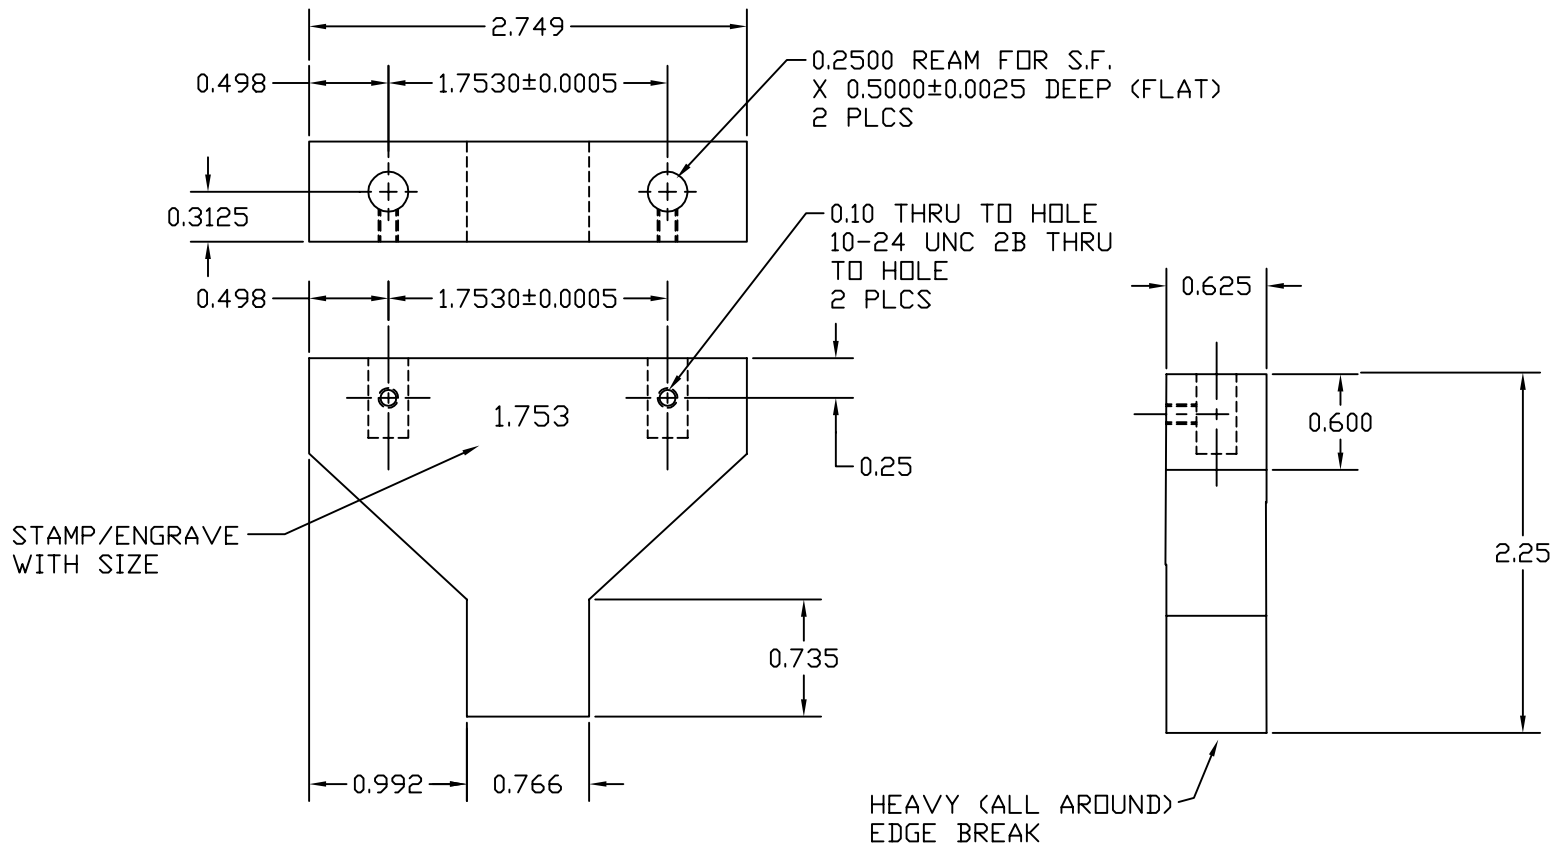 2.749
0.498
1.7530±0.0005
0.2500 REAM FOR S.F.
X 0.5000±0.0025 DEEP (FLAT)
2 PLCS
0.3125
0.10 THRU TO HOLE
10-24 UNC 2B THRU
TO HOLE
2 PLCS
0.498
1.7530±0.0005
0.625
1.753
0.600
0.25
STAMP/ENGRAVE
WITH SIZE
2.25
0.735
0.992
0.766
HEAVY (ALL AROUND)
EDGE BREAK